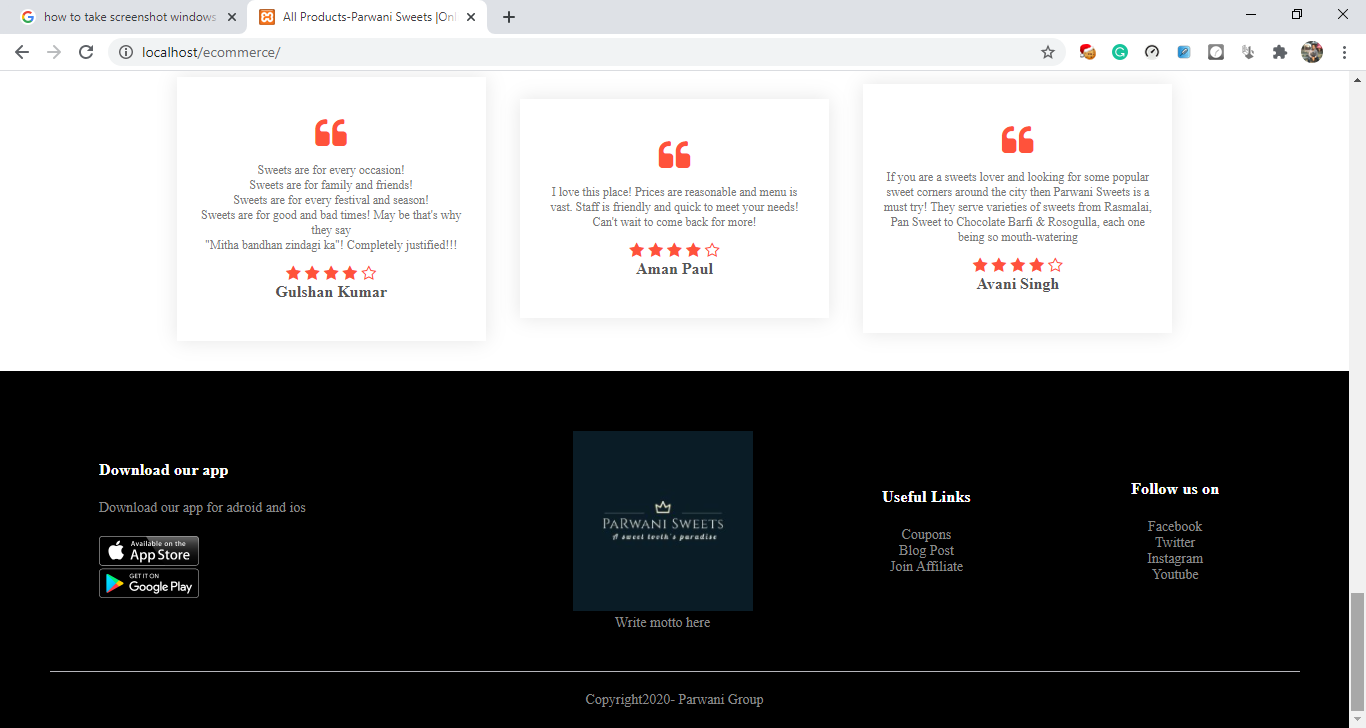 how to take screenshot windows
All Products-Parwani Sweets |Onl
localhost/ecommerce/
Sweets are for every occasion!
Sweets are for family and friends!
Sweets are for every festival and season!
Sweets are for good and bad times! May be that's why
they say
"Mitha bandhan zindagi ka"! Completely justified!!!
Gulshan Kumar
I love this place! Prices are reasonable and menu is
vast. Staff is friendly and quick to meet your needs!
Can't wait to come back for more!
Aman Paul
If you are a sweets lover and looking for some popular
sweet corners around the city then Parwani Sweets is a
must try! They serve varieties of sweets from Rasmalai,
Pan Sweet to Chocolate Barfi & Rosogulla, each one
being so mouth-watering
Avani Singh
Download our app
Download our app for adroid and ios
Available on the
App Store
GET IT ON
Google Play
PARWANI SWEETS
A sweet tooth's paradise
Write motto here
Useful Links
Coupons
Blog Post
Join Affiliate
Follow us on
Facebook
Twitter
Instagram
Youtube
Copyright2020- Parwani Group